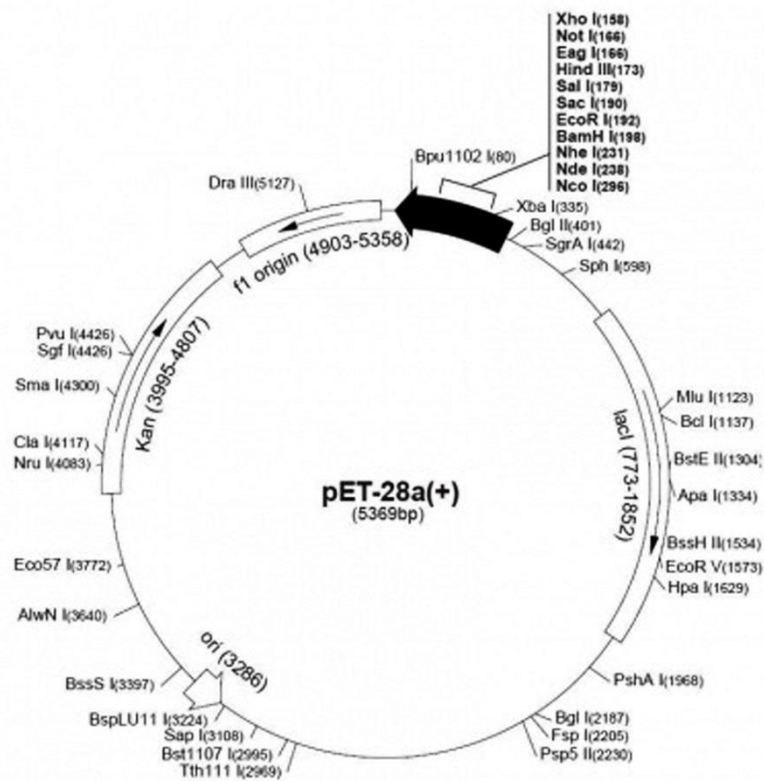 Xho I(158)
Not I(166)
Eag I(166)
Hind III(173)
Sal I(179)
Sac I(190)
EcoR I(192)
BamH I(198)
Nhe I(231)
Nde I(238)
Nco I(296)
Bpu1102 I(80)
Dra III(5127)
Xba I(335)
Bgl II(401)
SgrA I(442)
Sph I(598)
f1 origin (4903-5358)
Pvu I(4426)
Sgf I(4426)
Sma I(4300)
Kan (3995-4807)
Cla I(4117)
Nru I(4083)
Mlu I(1123)
Bcl I(1137)
BstE II(1304)
Apa I(1334)
lacI (773-1852)
BssH II(1534)
EcoR V(1573)
Hpa I(1629)
pET-28a(+)
(5369bp)
Eco57 I(3772)
AlwN I(3640)
ori (3286)
BssS I(3397)
BspLU11 I(3224)
Sap I(3108)
Bst1107 I(2995)
Tth111 I(2969)
PshA I(1968)
Bgl I(2187)
Fsp I(2205)
Psp5 II(2230)